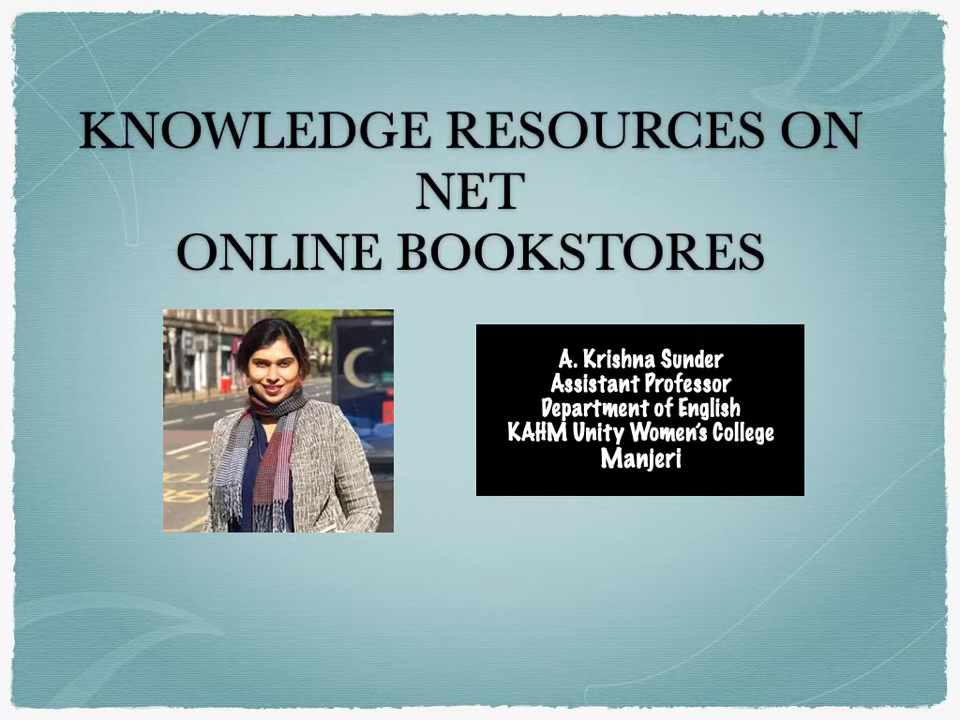 KNOWLEDGE RESOURCES ON
NET
ONLINE BOOKSTORES
A. Krishna Sunder
Assistant Professor
Department of English
KAHM Unity Women's College
Manjeri